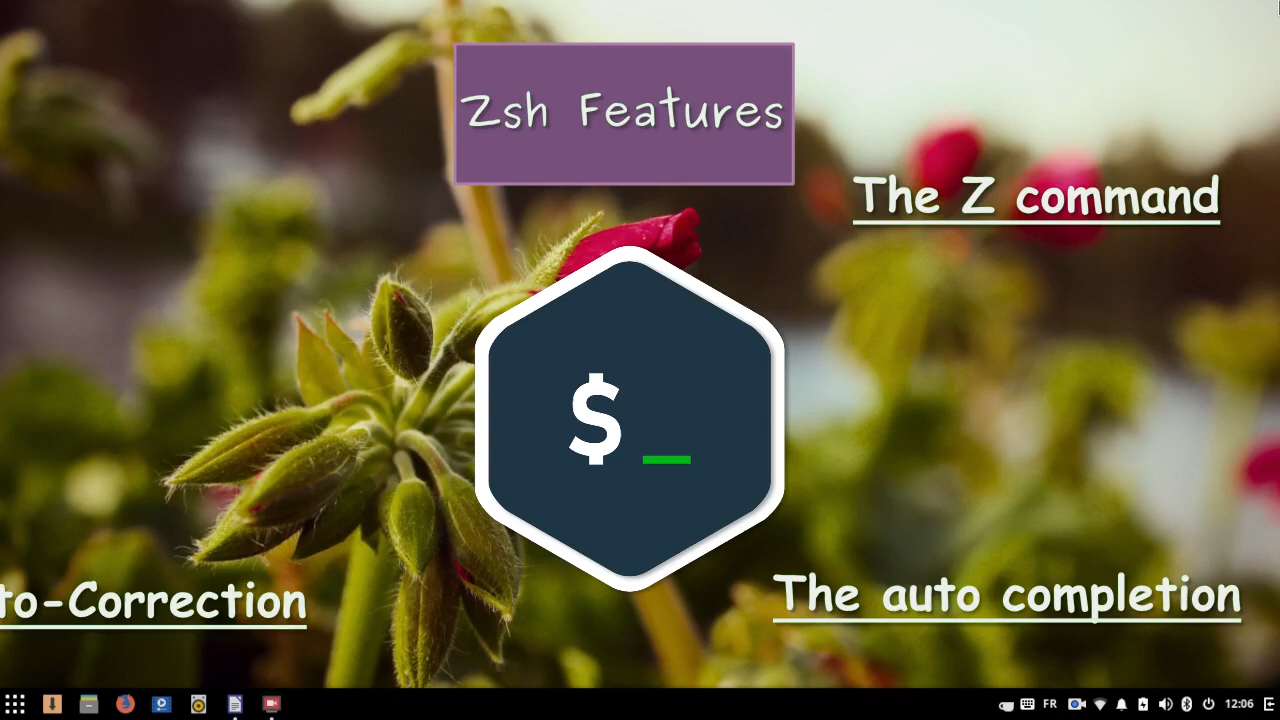 Zsh Features
The Z command
$_
to-Correction
The auto completion
FR
12:06